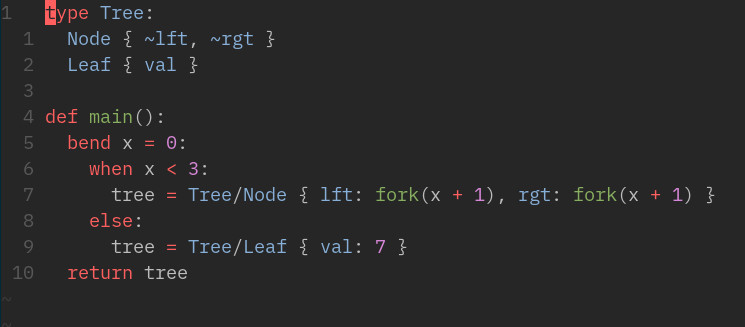 1 type Tree:
1 Node { ~lft, ~rgt }
2 Leaf { val }
3
4 def main():
5 bend x = 0:
6 when x < 3:
7 tree = Tree/Node { lft: fork(x + 1), rgt: fork(x + 1) }
8 else:
9 tree = Tree/Leaf { val: 7 }
10 return tree
~
~